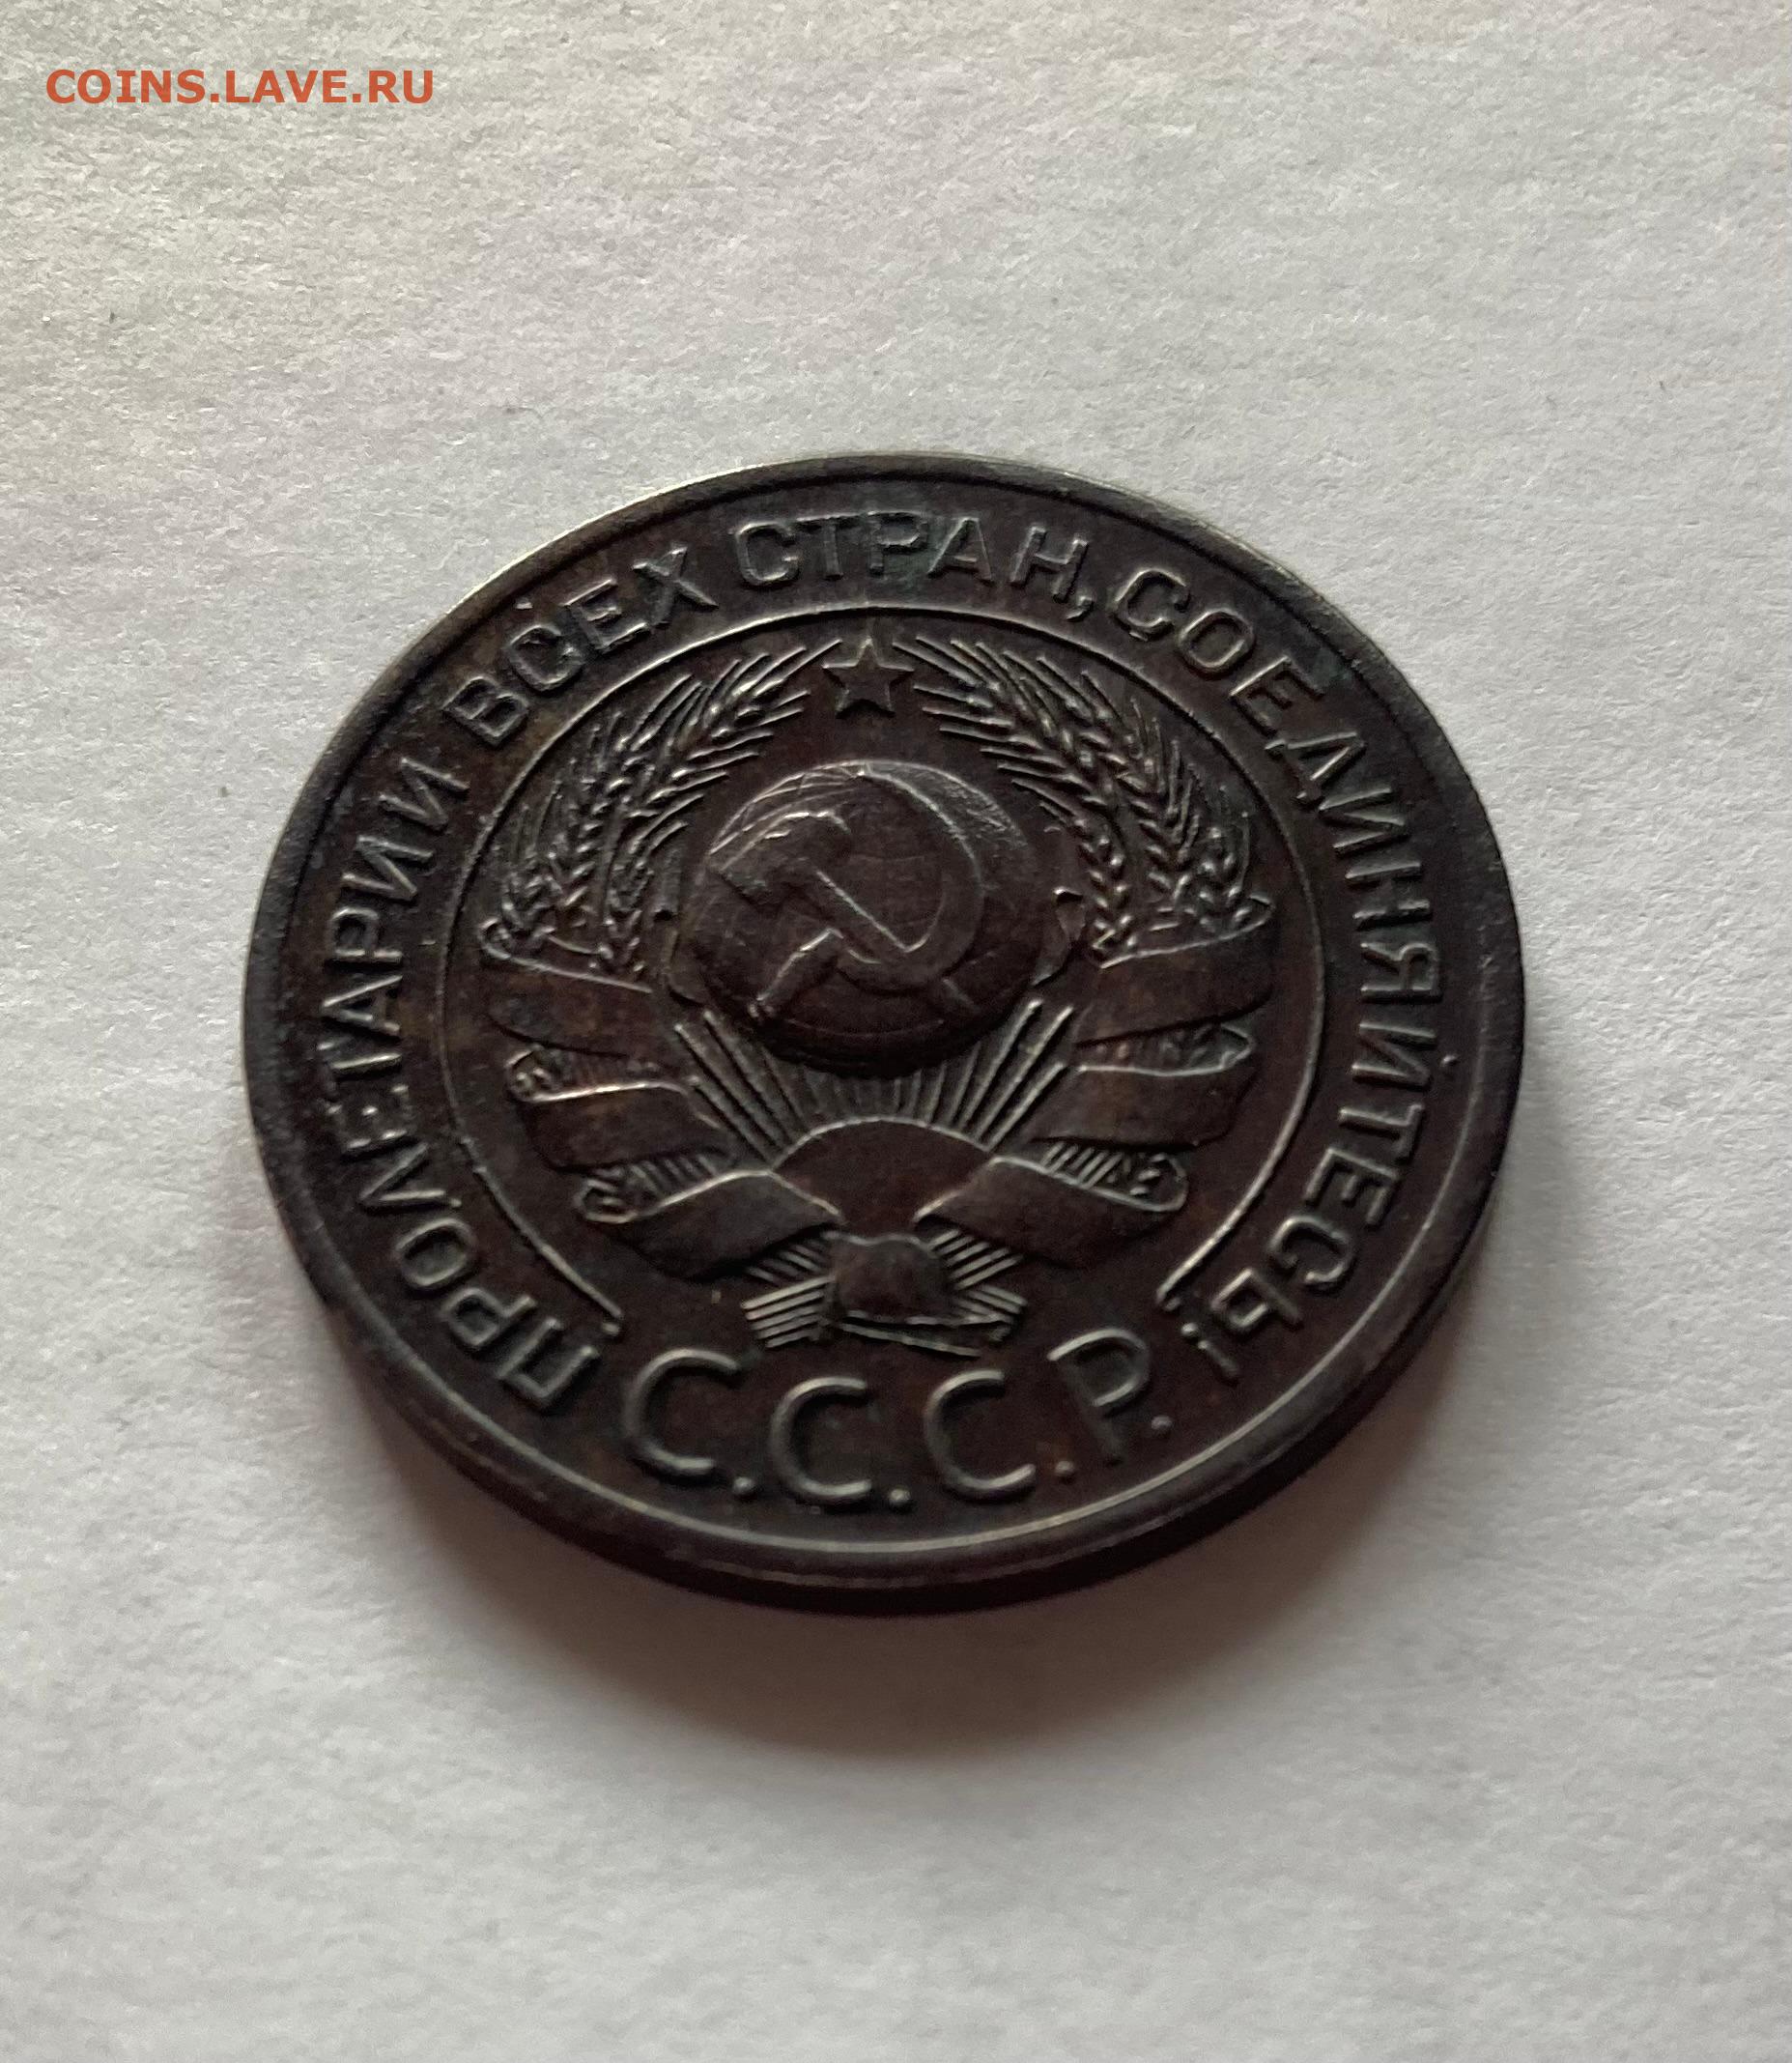 COINS.LAVE.RU
ПРОЛЕТАРИИ ВСЕХ СТРАН, СОЕДИНЯЙТЕСЬ!
С.С.С.Р.